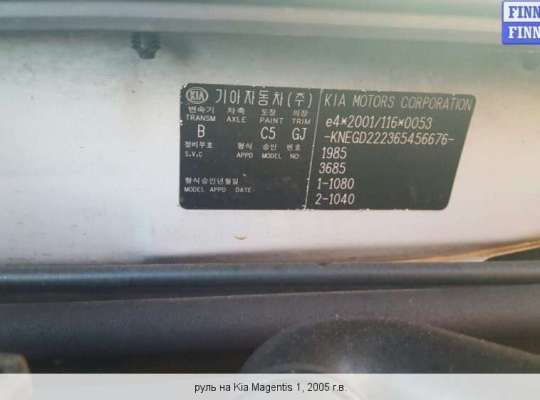 FINN
FINN
KIA 기아자동차(주)
변속기 차축 도장 의장
TRANSM AXLE PAINT TRIM
B C5 GJ
정비부호 형식 승인 번호
S.V.C APPD MODEL NO
형식승인년월일
MODEL APPD DATE:
KIA MOTORS CORPORATION
e4*2001/116*0053
-KNEGD222365456676-
1985
3685
1-1080
2-1040
руль на Kia Magentis 1, 2005 г.в.